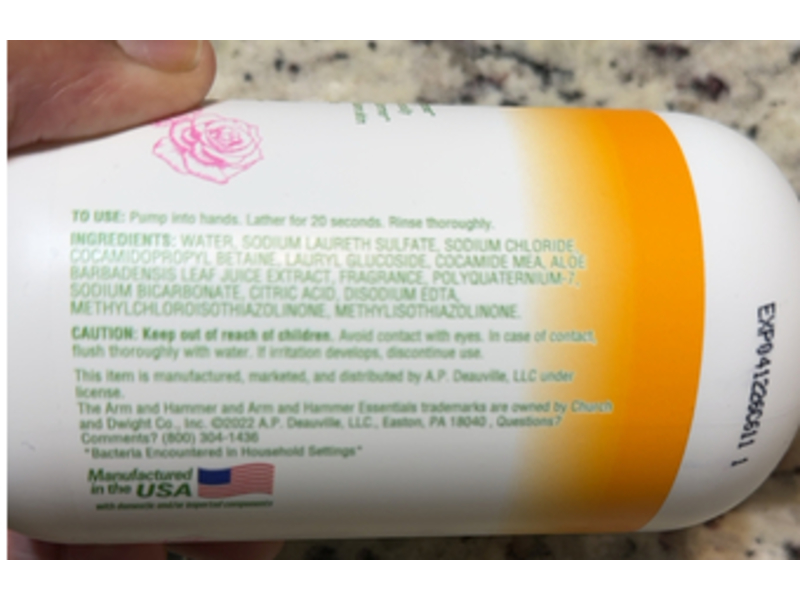 TO USE: Pump into hands. Lather for 20 seconds. Rinse thoroughly.
INGREDIENTS: WATER, SODIUM LAURETH SULFATE, SODIUM CHLORIDE,
COCAMIDOPROPYL BETAINE, LAURYL GLUCOSIDE, COCAMIDE MEA, ALOE
BARBADENSIS LEAF JUICE EXTRACT, FRAGRANCE, POLYQUATERNIUM-7,
SODIUM BICARBONATE, CITRIC ACID, DISODIUM EDTA,
METHYLCHLOROISOTHIAZOLINONE, METHYLISOTHIAZOLINONE.
CAUTION: Keep out of reach of children. Avoid contact with eyes. In case of contact,
flush thoroughly with water. If irritation develops, discontinue use.
This item is manufactured, marketed, and distributed by A.P. Deauville, LLC under
license.
The Arm and Hammer and Arm and Hammer Essentials trademarks are owned by Church
and Dwight Co., Inc. ©2022 A.P. Deauville, LLC., Easton, PA 18040 , Questions?
Comments? (800) 304-1436
"Bacteria Encountered in Household Settings"
Manufactured
in the USA
with domestic and/or imported components